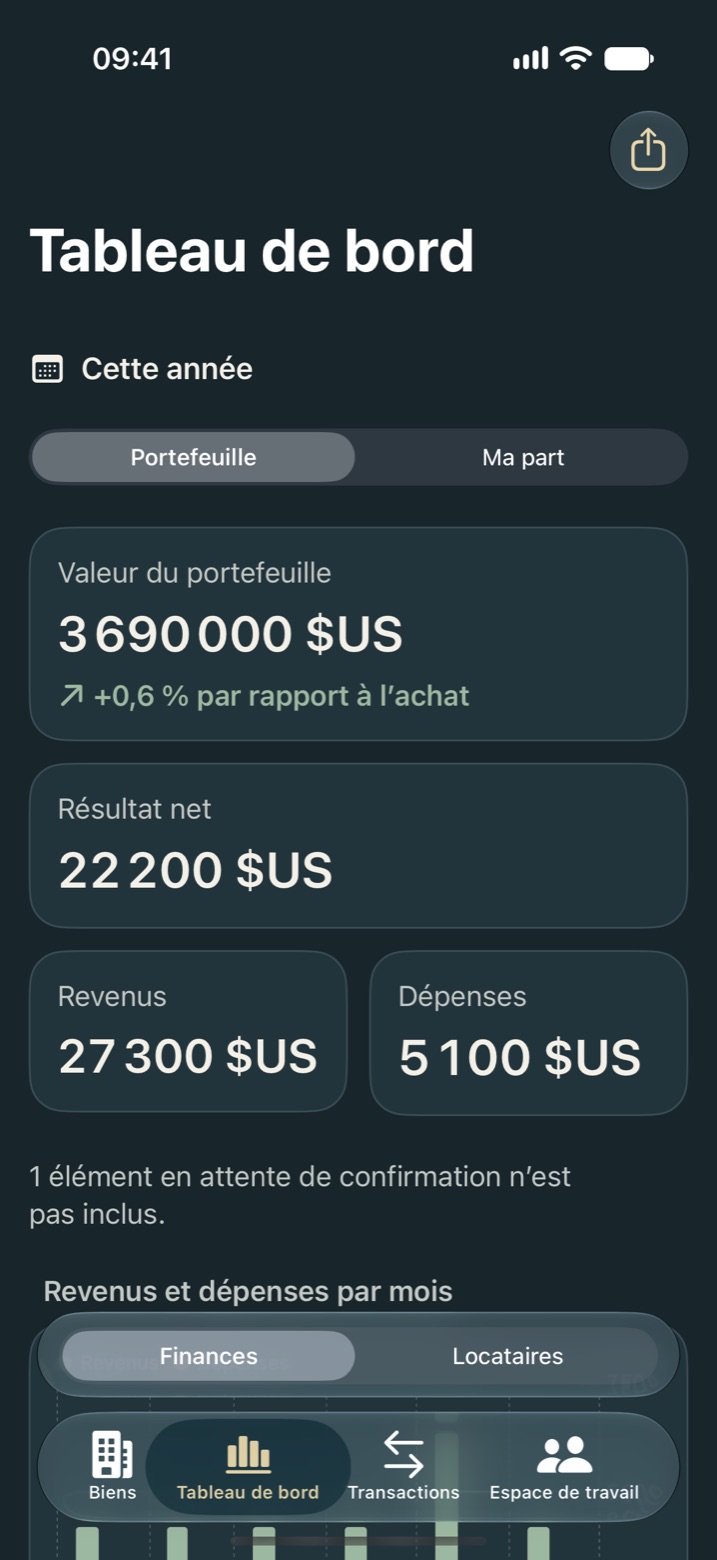 09:41
Tableau de bord
Cette année
Portefeuille
Ma part
Valeur du portefeuille
3 690 000 $US
+0,6 % par rapport à l’achat
Résultat net
22 200 $US
Revenus
27 300 $US
Dépenses
5 100 $US
1 élément en attente de confirmation n’est
pas inclus.
Revenus et dépenses par mois
Finances
Locataires
Biens
Tableau de bord
Transactions
Espace de travail